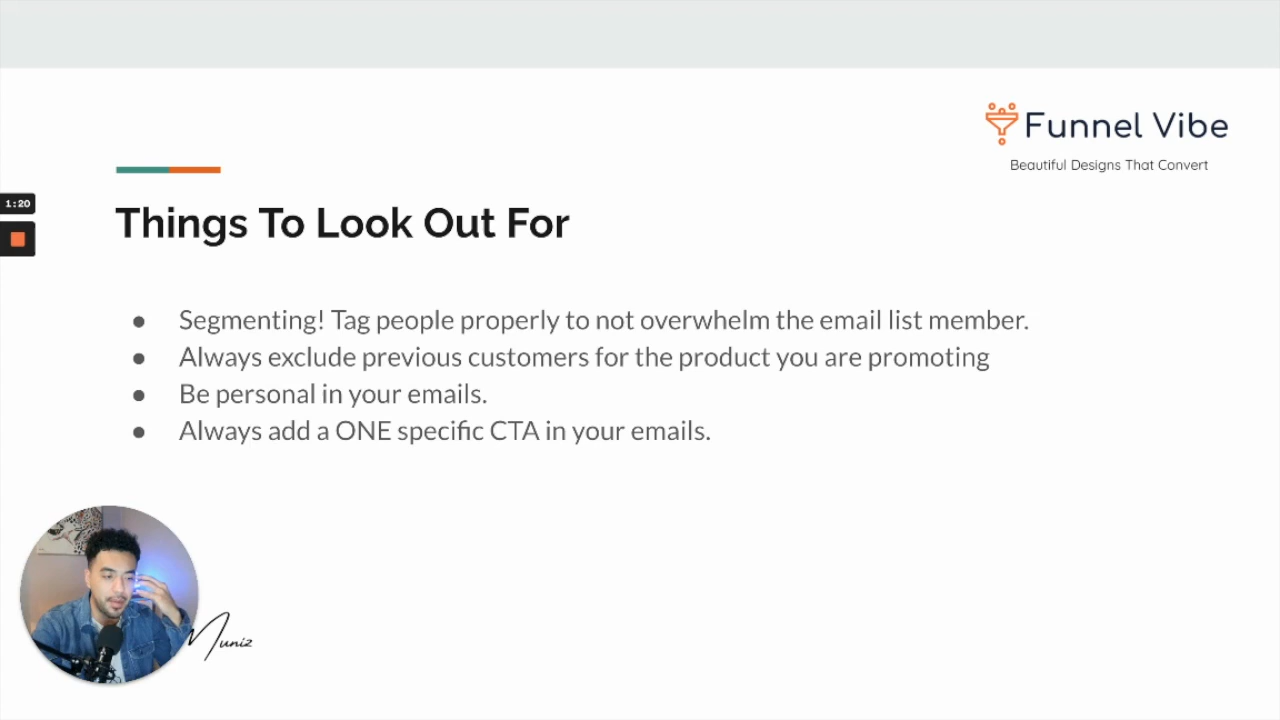 Funnel Vibe
Beautiful Designs That Convert
1:20
Things To Look Out For
● Segmenting! Tag people properly to not overwhelm the email list member.
● Always exclude previous customers for the product you are promoting
● Be personal in your emails.
● Always add a ONE specific CTA in your emails.
Muniz